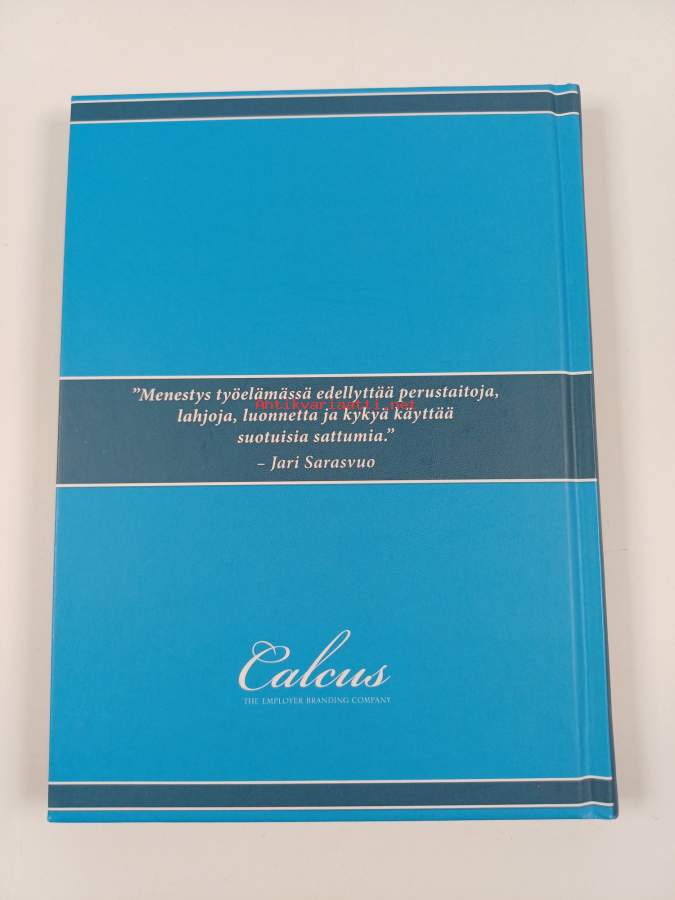 ”Menestys työelämässä edellyttää perustaitoja,
Antikvariaatit.net
lahjoja, luonnetta ja kykyä käyttää
suotuisia sattumia.”
– Jari Sarasvuo
Calcus
THE EMPLOYER BRANDING COMPANY